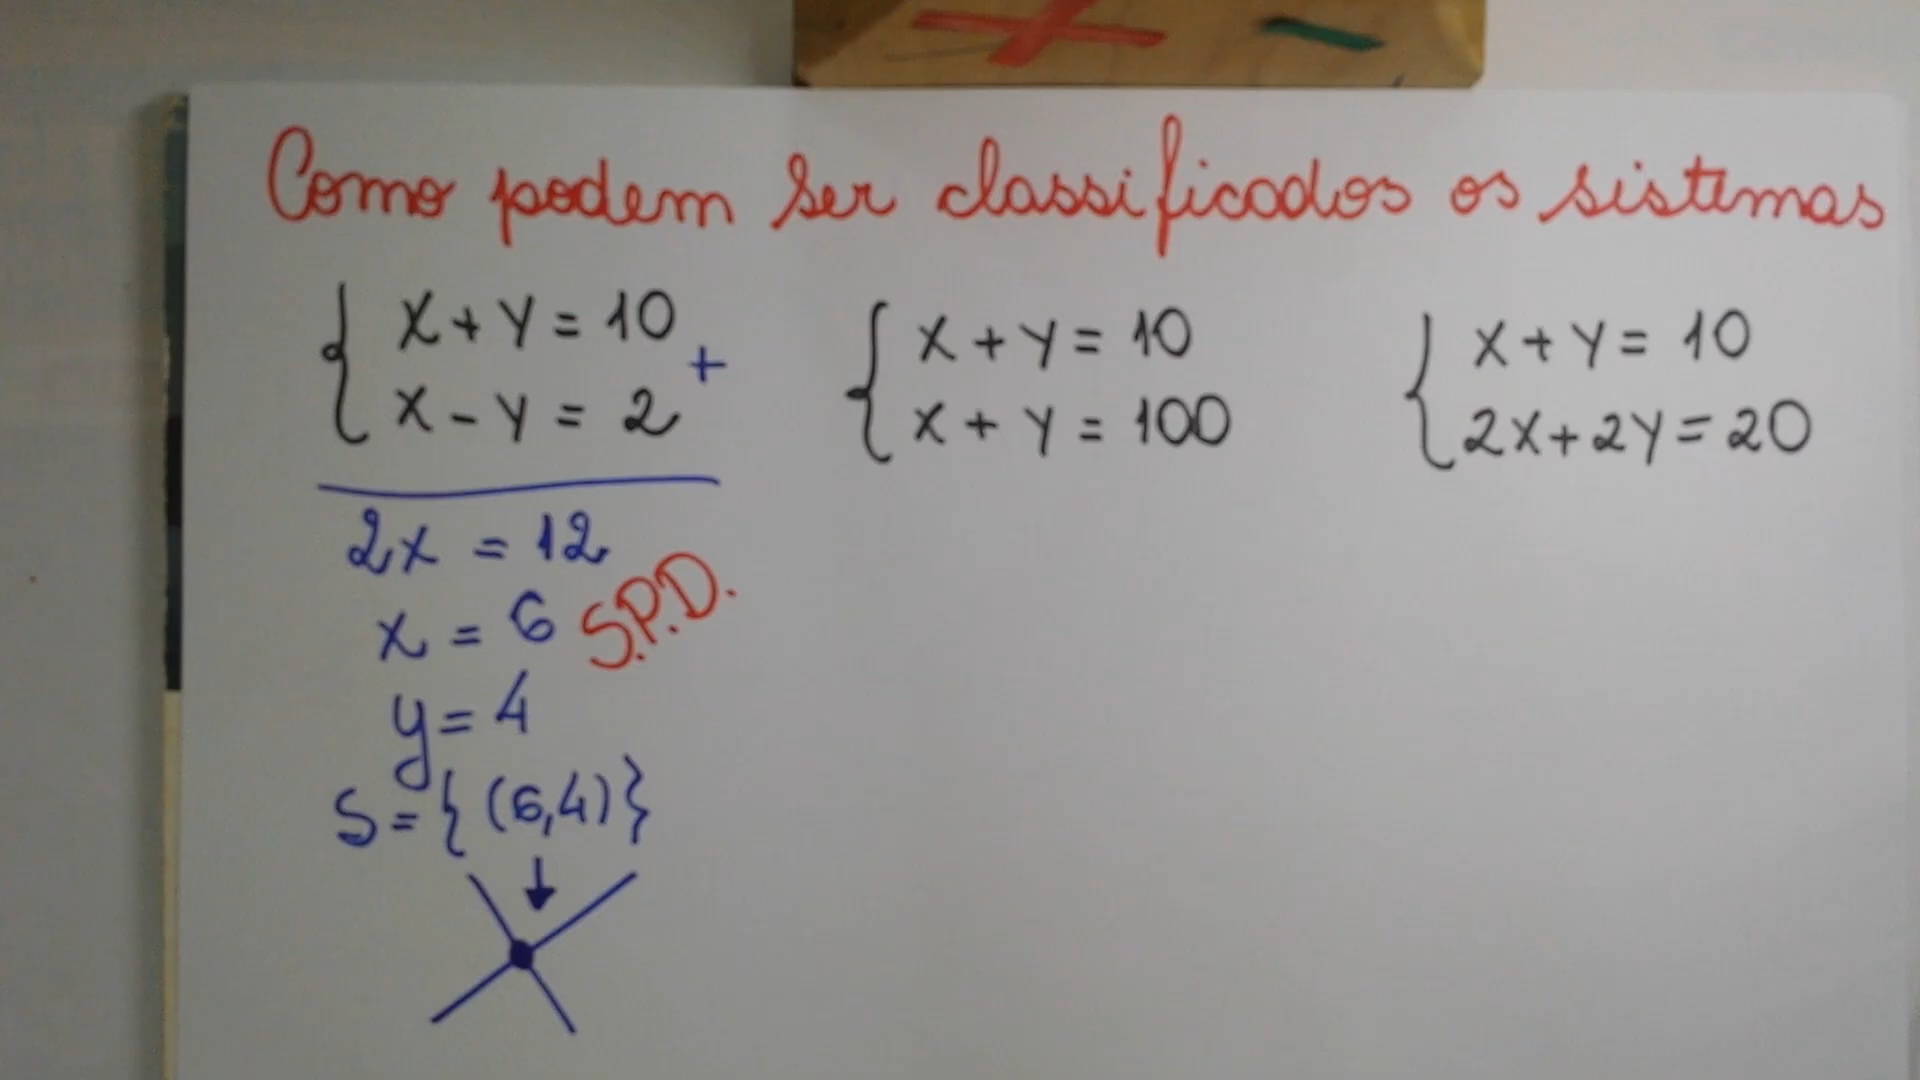 + -
Como podem ser classificados os sistemas
{ x + y = 10
x - y = 2
+
2x = 12
x = 6
S.P.D.
y = 4
S = { (6,4) }
{ x + y = 10
x + y = 100
{ x + y = 10
2x + 2y = 20